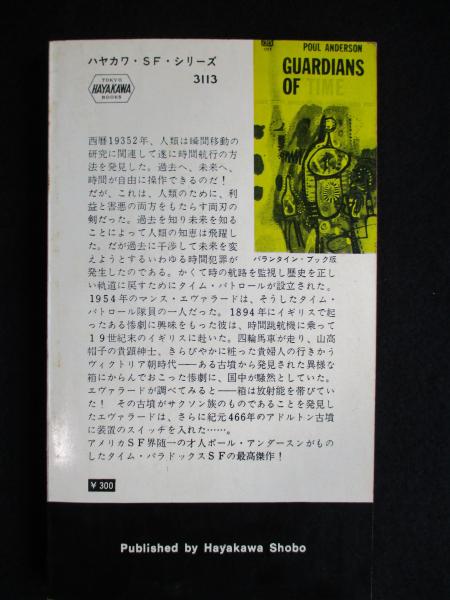 ハヤカワ・SF・シリーズ
TOKYO
HAYAKAWA
BOOKS
3113
POUL ANDERSON
GUARDIANS
OF TIME
バランタイン・ブック版
西暦19352年、人類は瞬間移動の
研究に関連して遂に時間航行の方
法を発見した。過去へ、未来へ、
時間が自由に操作できるのだ!
だが、これは、人類のために、利
益と害悪の両方をもたらす両刃の
剣だった。過去を知り未来を知る
ことによって人類の知恵は飛躍し
た。だが過去に干渉して未来を変
えようとするいわゆる時間犯罪が
発生したのである。かくて時の航路を監視し歴史を正し
い軌道に戻すためにタイム・パトロールが設立された。
1954年のマンス・エヴァラードは、そうしたタイム・
パトロール隊員の一人だった。1894年にイギリスで起
ったある惨劇に興味をもった彼は、時間跳航機に乗って
19世紀末のイギリスに赴いた。四輪馬車が走り、山高
帽子の貴顕紳士、きらびやかに粧った貴婦人の行きかう
ヴィクトリア朝時代——ある古墳から発見された異様な
箱にからんでおこった惨劇に、国中が騒然としていた。
エヴァラードが調べてみると——箱は放射能を帯びてい
た! その古墳がサクソン族のものであることを発見し
たエヴァラードは、さらに紀元466年のアドルトン古墳
に装置のスイッチを入れた……。
アメリカSF界随一の才人ポール・アンダースンがもの
したタイム・パラドックスSFの最高傑作!
¥300
Published by Hayakawa Shobo